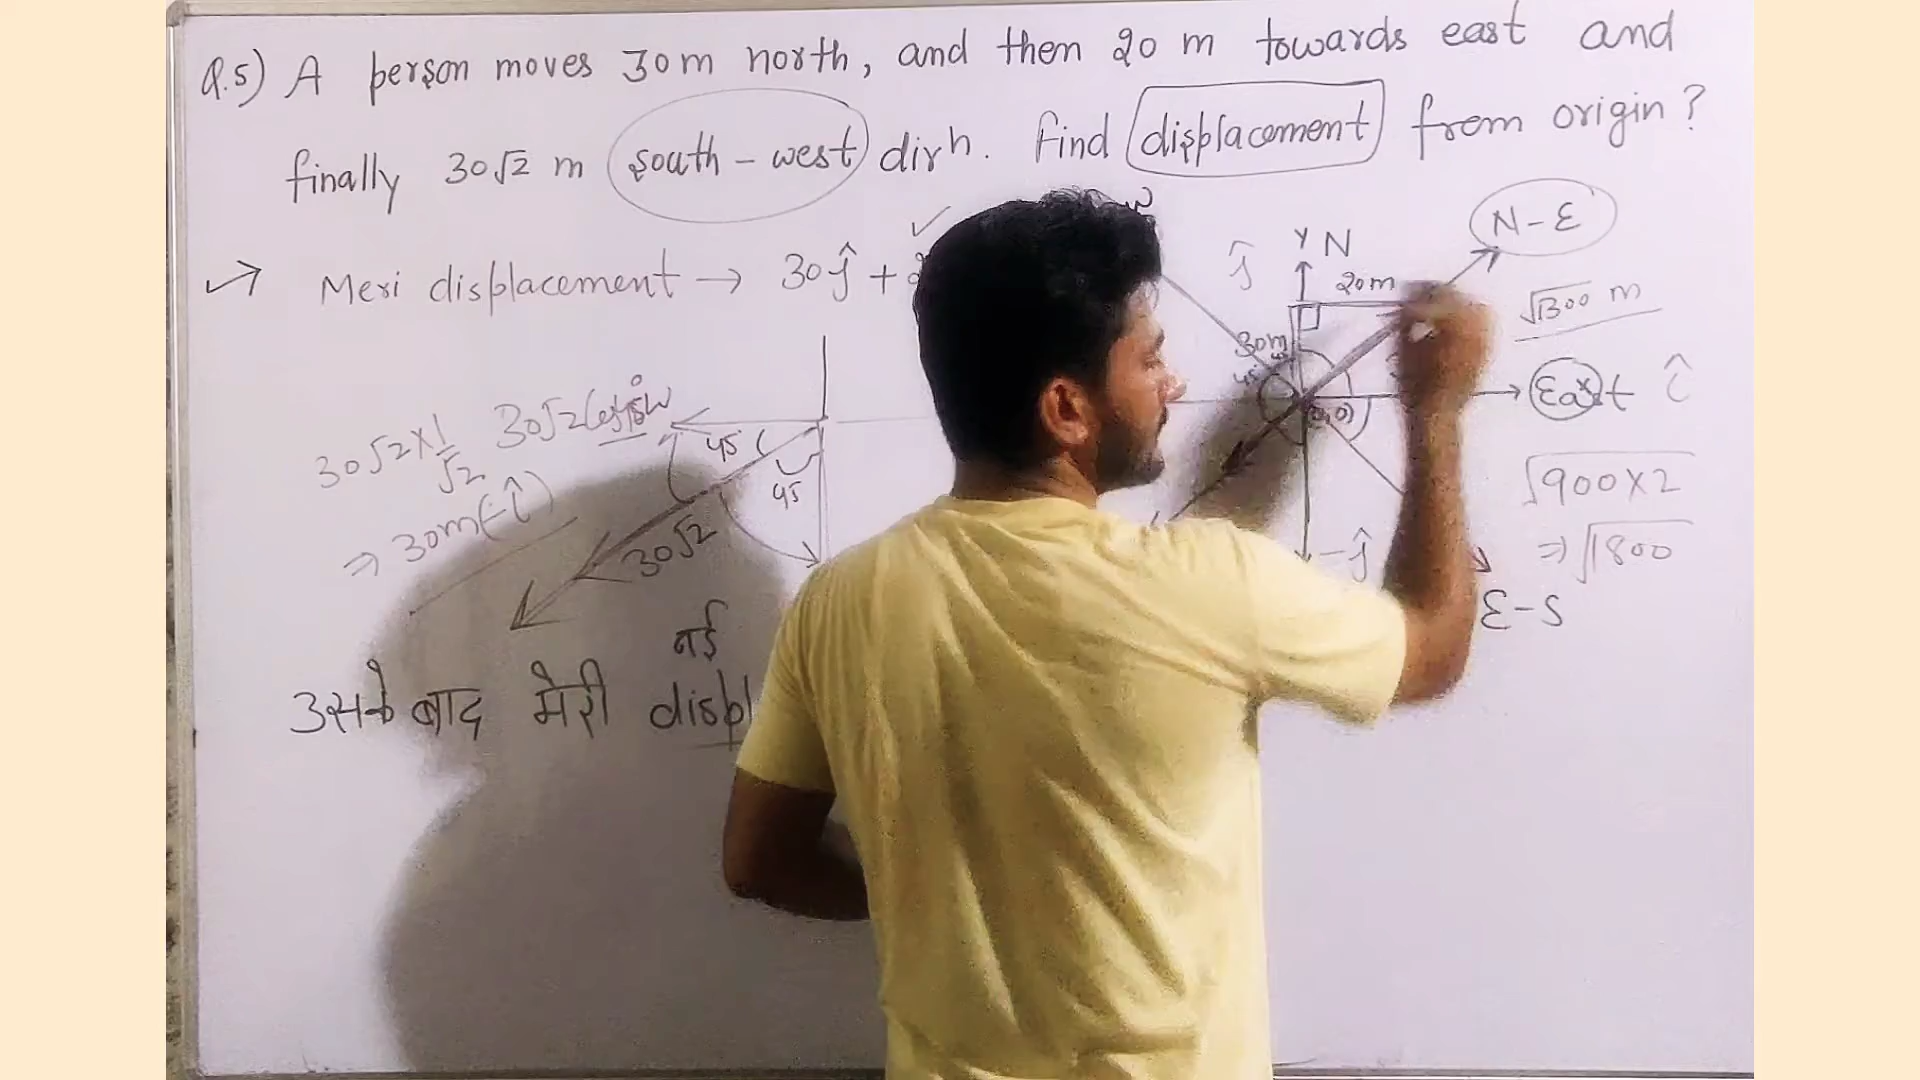 Q.5) A person moves 30m north, and then 20 m towards east and
finally 30√2 m south-west dirn. Find displacement from origin?
Meri displacement → 30ĵ +
N-E
Y N
ĵ
20m
√1300 m
30m
45
East î
30√2×1/√2
30√2
45
45
⇒ 30m(-î)
30√2
√900×2
⇒ √1800
-ĵ
E-S
नई
उसके बाद मेरी displ